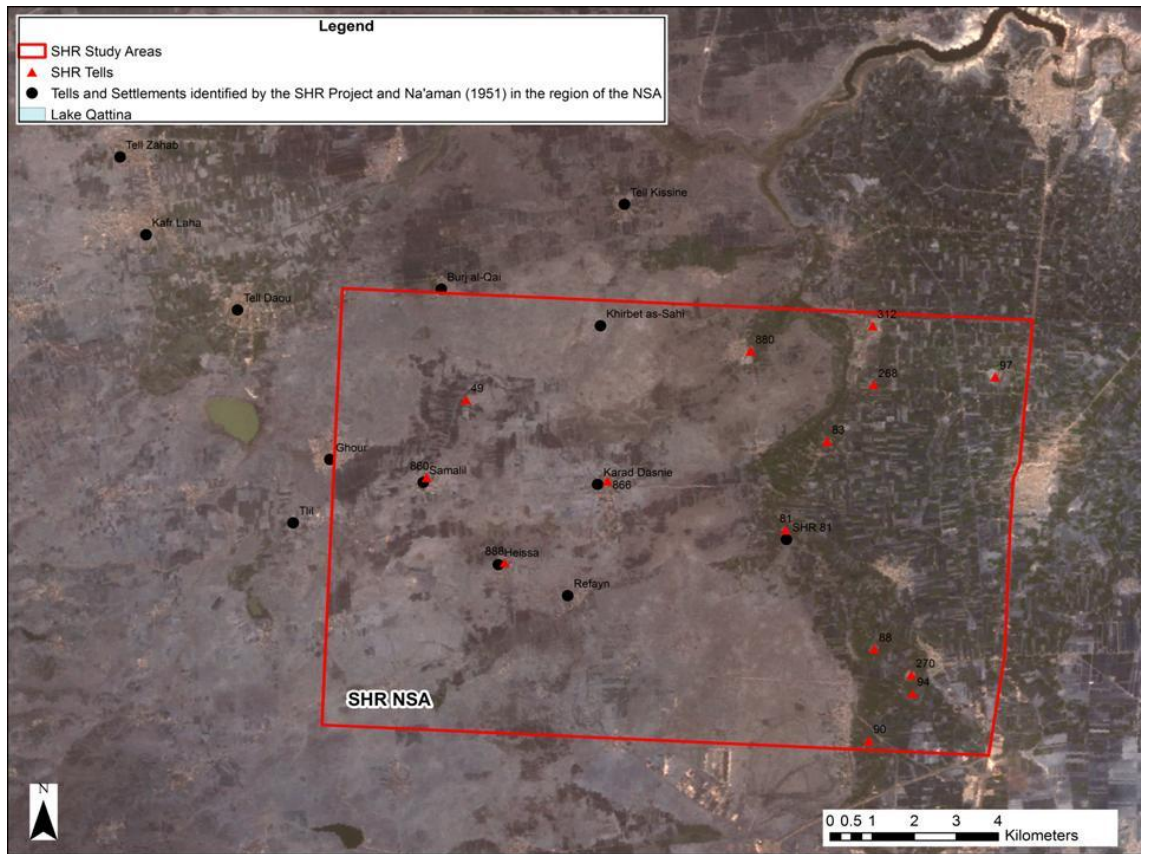 Legend
SHR Study Areas
SHR Tells
Tells and Settlements identified by the SHR Project and Na'aman (1951) in the region of the NSA
Lake Qattina
Tell Zahab
Tell Kissine
Kafr Laha
Burj al-Qai
Tell Daou
Khirbet as-Sahi
312
880
97
268
49
83
Ghour
860
Samalil
Karad Dasnie
866
Tlil
81
SHR 81
888
Heissa
Refayn
88
270
94
SHR NSA
90
N
0 0.5 1 2 3 4
Kilometers